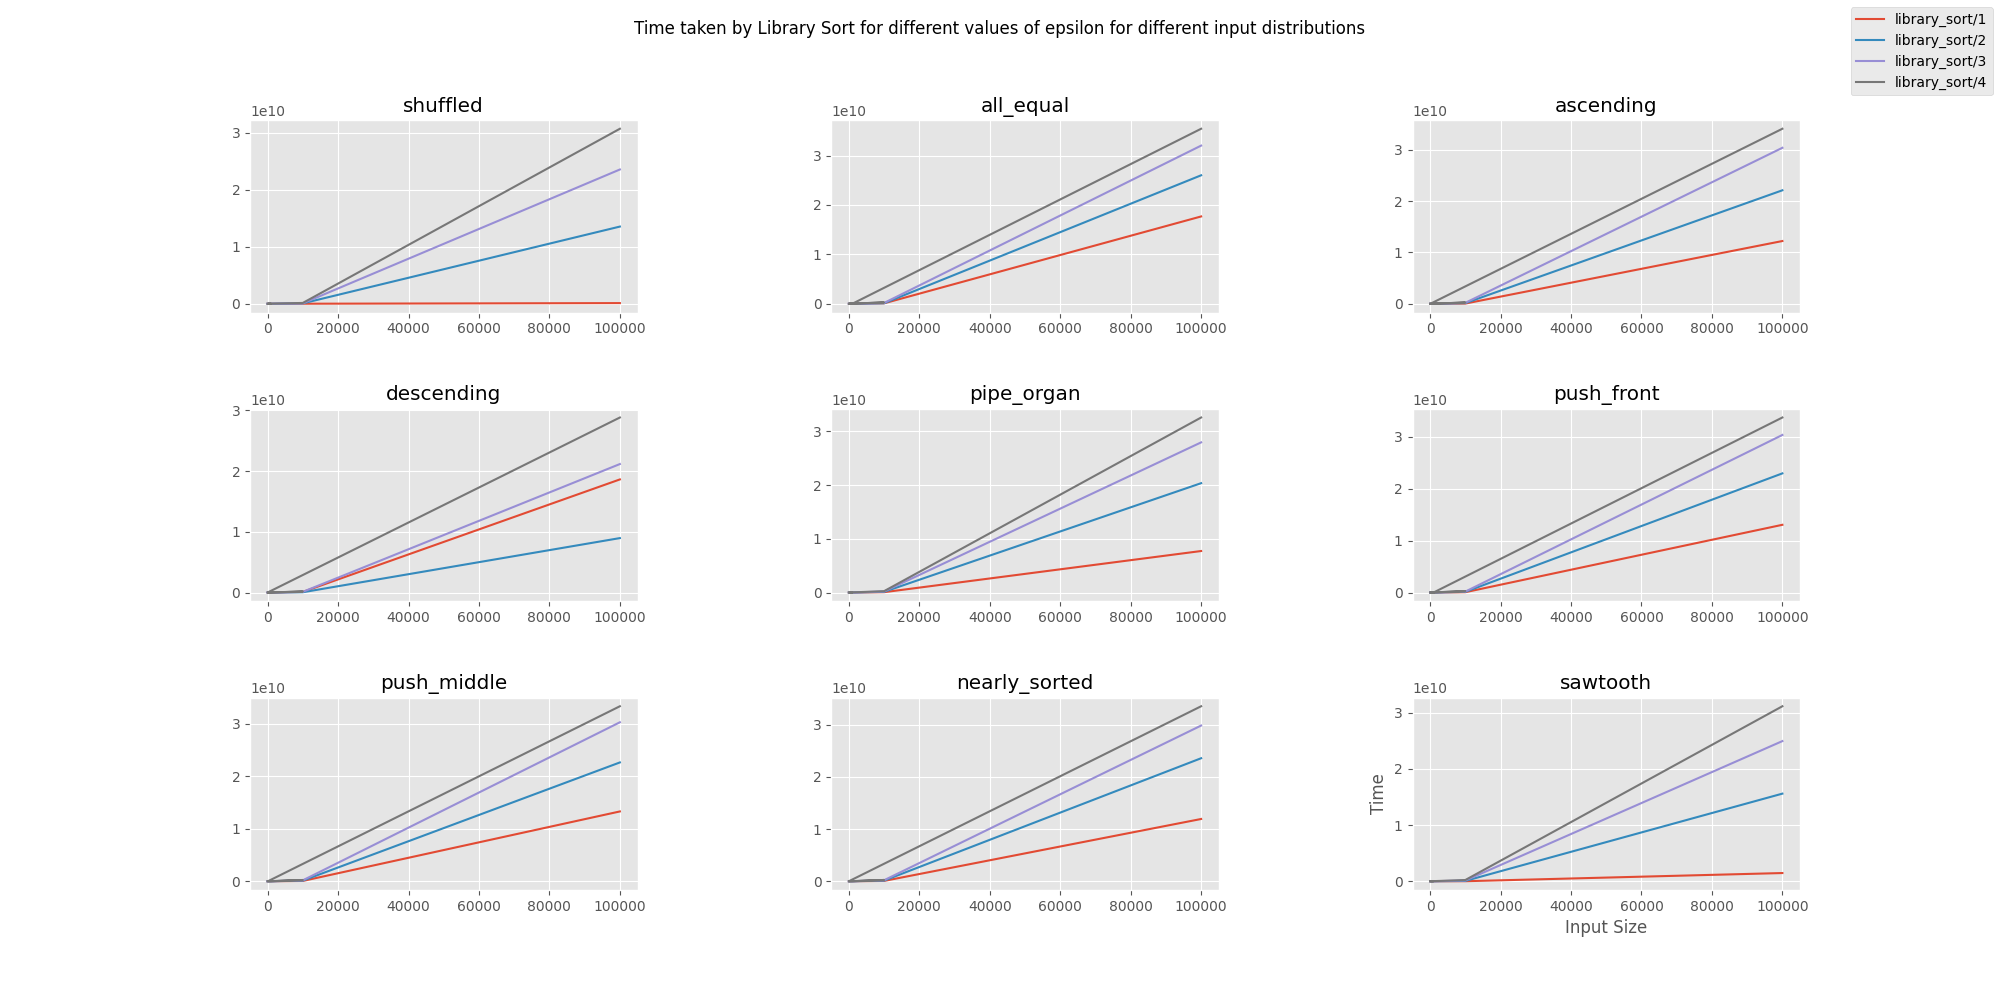 Time taken by Library Sort for different values of epsilon for different input distributions
library_sort/1
library_sort/2
library_sort/3
library_sort/4
shuffled
1e10
3
2
1
0
0 20000 40000 60000 80000 100000
all_equal
1e10
3
2
1
0
0 20000 40000 60000 80000 100000
ascending
1e10
3
2
1
0
0 20000 40000 60000 80000 100000
descending
1e10
3
2
1
0
0 20000 40000 60000 80000 100000
pipe_organ
1e10
3
2
1
0
0 20000 40000 60000 80000 100000
push_front
1e10
3
2
1
0
0 20000 40000 60000 80000 100000
push_middle
1e10
3
2
1
0
0 20000 40000 60000 80000 100000
nearly_sorted
1e10
3
2
1
0
0 20000 40000 60000 80000 100000
sawtooth
1e10
3
2
1
0
Time
0 20000 40000 60000 80000 100000
Input Size